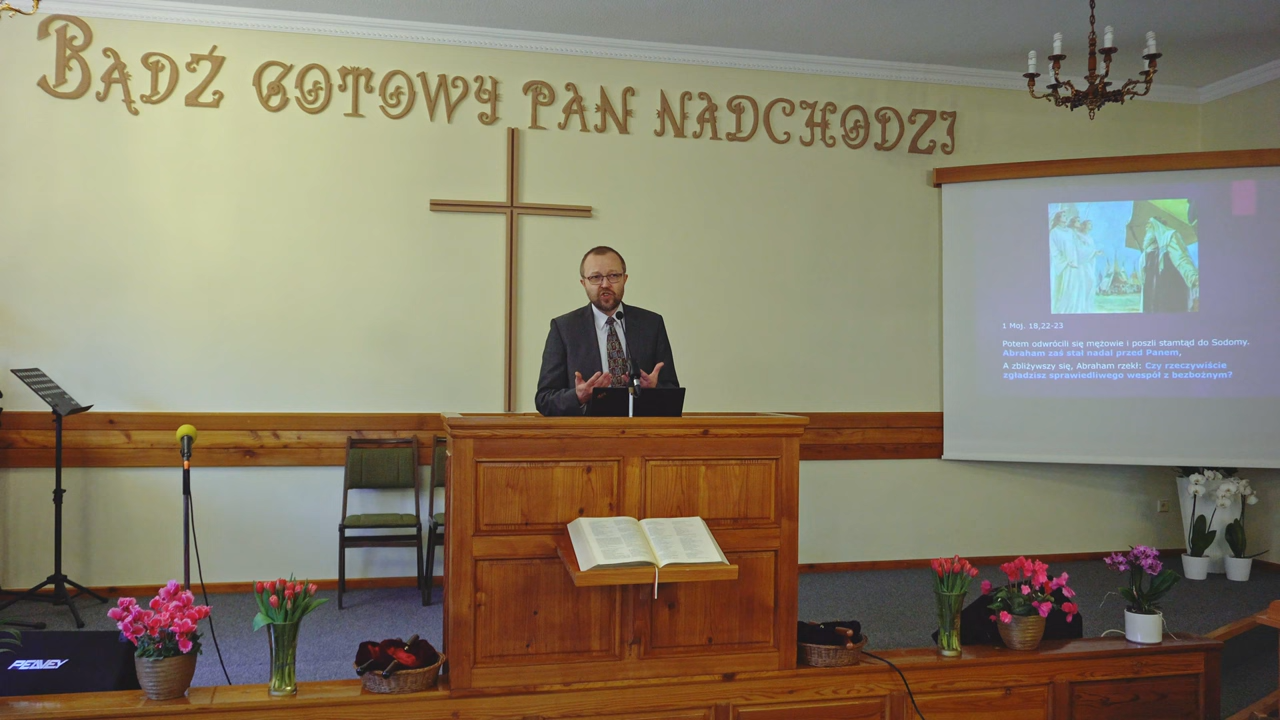 BĄDŹ GOTOWY PAN NADCHODZI
1 Moj. 18,22-23
Potem odwrócili się mężowie i poszli stamtąd do Sodomy.
Abraham zaś stał nadal przed Panem,
A zbliżywszy się, Abraham rzekł: Czy rzeczywiście
zgładzisz sprawiedliwego wespół z bezbożnym?
PEAVEY